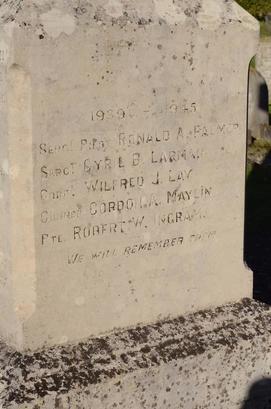 1939 – 1945
Sergt Pilot RONALD A. PALMER
Sergt CYRIL B. LARMAN
Corpl WILFRED J. LAY
Gunner GORDON A. MAYLIN
Pte. ROBERT W. INGRAM.
WE WILL REMEMBER THEM